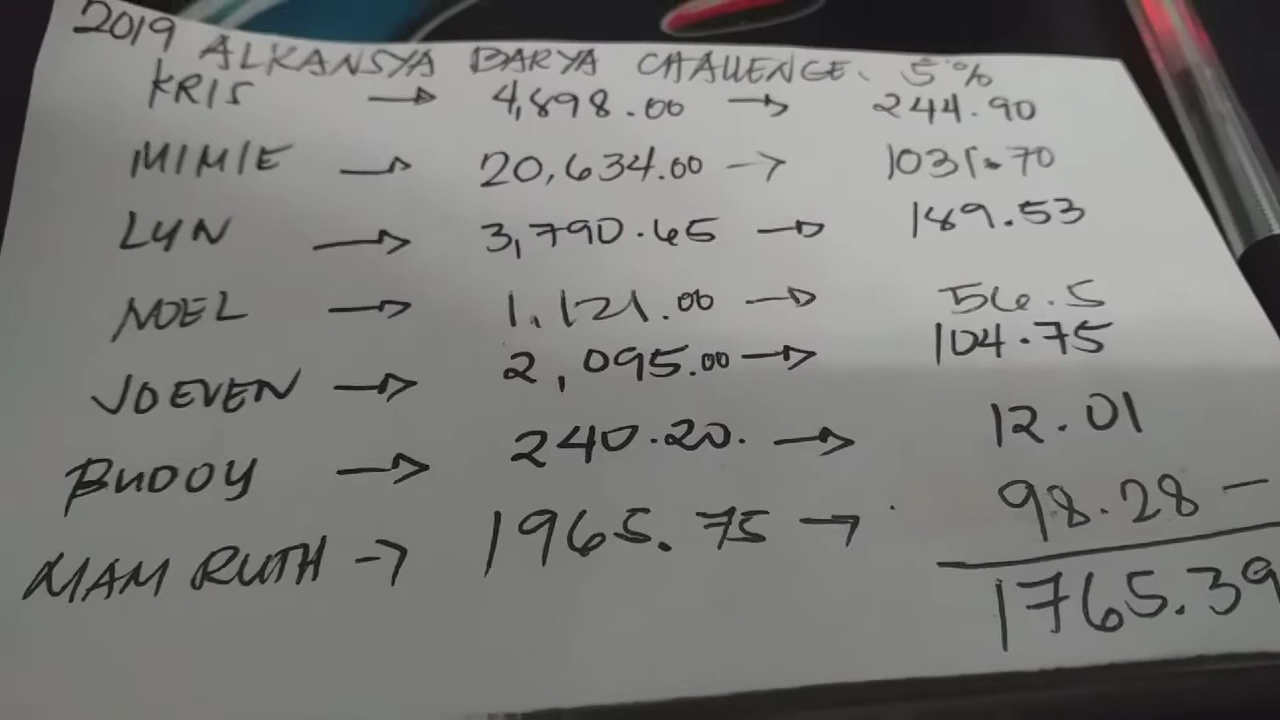 2019 ALKANSYA BARYA CHALLENGE. 5%
KRIS → 4,898.00 → 244.90
MIMIE → 20,634.00 → 1031.70
LYN → 3,790.65 → 189.53
NOEL → 1,121.00 → 56.5
JOEVEN → 2,095.00 → 104.75
BUDOY → 240.20. → 12.01
MAM RUTH → 1965.75 → 98.28 —
1765.39